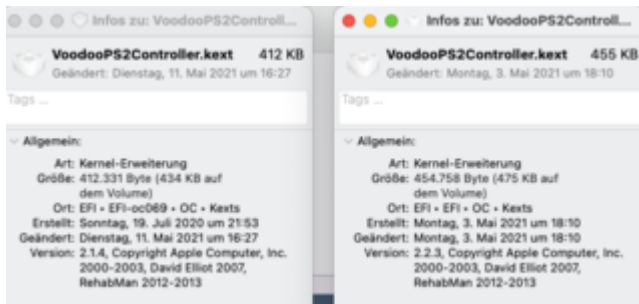 Infos zu: VoodooPS2Controll...
VoodooPS2Controller.kext 412 KB
Geändert: Dienstag, 11. Mai 2021 um 16:27
Tags ...
Allgemein:
Art: Kernel-Erweiterung
Größe: 412.331 Byte (434 KB auf
dem Volume)
Ort: EFI • EFI-oc069 • OC • Kexts
Erstellt: Sonntag, 19. Juli 2020 um 21:53
Geändert: Dienstag, 11. Mai 2021 um 16:27
Version: 2.1.4, Copyright Apple Computer, Inc.
2000-2003, David Elliot 2007,
RehabMan 2012-2013
Infos zu: VoodooPS2Controll...
VoodooPS2Controller.kext 455 KB
Geändert: Montag, 3. Mai 2021 um 18:10
Tags ...
Allgemein:
Art: Kernel-Erweiterung
Größe: 454.758 Byte (475 KB auf
dem Volume)
Ort: EFI • EFI • OC • Kexts
Erstellt: Montag, 3. Mai 2021 um 18:10
Geändert: Montag, 3. Mai 2021 um 18:10
Version: 2.2.3, Copyright Apple Computer, Inc.
2000-2003, David Elliot 2007,
RehabMan 2012-2013